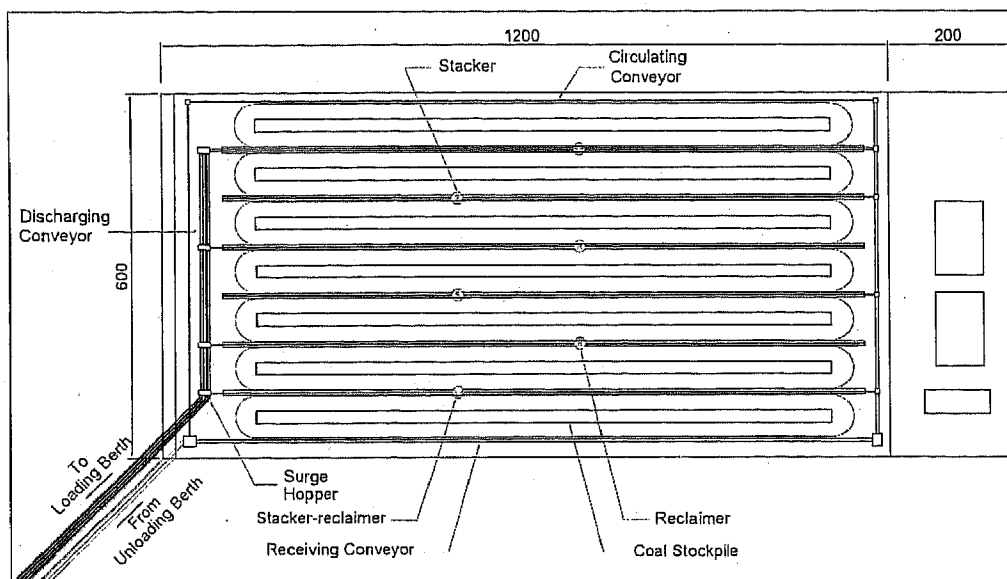 1200
200
Stacker
Circulating
Conveyor
Discharging
Conveyor
600
To
Loading Berth
From
Unloading Berth
Surge
Hopper
Stacker-reclaimer
Reclaimer
Receiving Conveyor
Coal Stockpile